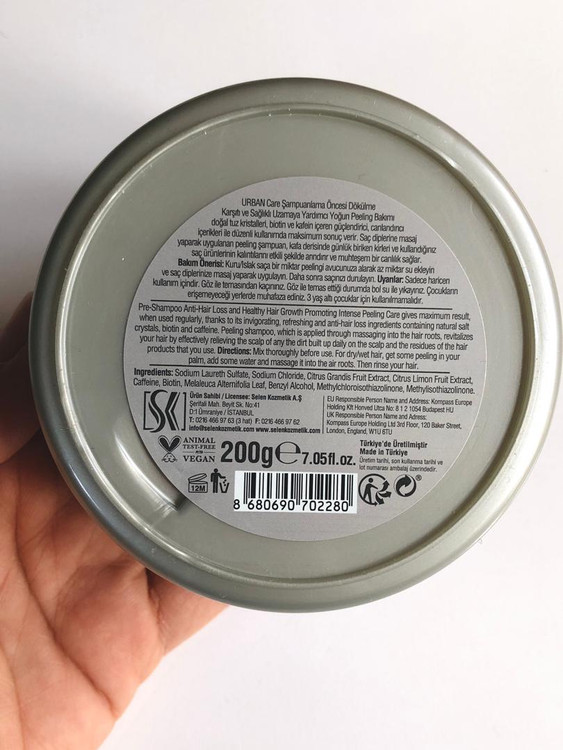 URBAN Care Şampuanlama Öncesi Dökülme
Karşıtı ve Sağlıklı Uzamaya Yardımcı Yoğun Peeling Bakımı
doğal tuz kristalleri, biotin ve kafein içeren güçlendirici, canlandırıcı
içerikleri ile düzenli kullanımda maksimum sonuç verir. Saç diplerine masaj
yaparak uygulanan peeling şampuan, kafa derisinde günlük biriken kirleri ve kullandığınız
saç ürünlerinin kalıntılarını etkili şekilde arındırır ve muhteşem bir canlılık sağlar.
Bakım Önerisi: Kuru/Islak saça bir miktar peelingi avucunuza alarak az miktar su ekleyin
ve saç diplerinize masaj yaparak uygulayın. Daha sonra saçınızı durulayın. Uyarılar: Sadece haricen
kullanım içindir. Göz ile temasından kaçınız. Göz ile temas ettiği durumda bol su ile yıkayınız. Çocukların
erişemeyeceği yerlerde muhafaza ediniz. 3 yaş altı çocuklar için kullanılmamalıdır.
Pre-Shampoo Anti-Hair Loss and Healthy Hair Growth Promoting Intense Peeling Care gives maximum result,
when used regularly, thanks to its invigorating, refreshing and anti-hair loss ingredients containing natural salt
crystals, biotin and caffeine. Peeling shampoo, which is applied through massaging into the hair roots, revitalizes
your hair by effectively relieving the scalp of any the dirt built up daily on the scalp and the residues of the hair
products that you use. Directions: Mix thoroughly before use. For dry/wet hair, get some peeling in your
palm, add some water and massage it into the air roots. Then rinse your hair.
Ingredients: Sodium Laureth Sulfate, Sodium Chloride, Citrus Grandis Fruit Extract, Citrus Limon Fruit Extract,
Caffeine, Biotin, Melaleuca Alternifolia Leaf, Benzyl Alcohol, Methylchloroisothiazolinone, Methylisothiazolinone.
SK
Ürün Sahibi / Licensee: Selen Kozmetik A.Ş
Şerifali Mah. Beyit Sk. No:41
D:1 Ümraniye / İSTANBUL
T: 0216 466 97 63 (3 hat) F: 0216 466 97 62
info@selenkozmetik.com www.selenkozmetik.com
EU Responsible Person Name and Address: Kompass Europe
Holding Kft Honved Utca No: 8 1 2 1054 Budapest HU
UK Responsible Person Name and Address:
Kompass Europe Holding Ltd 3rd Floor, 120 Baker Street,
London, England, W1U 6TU
ANIMAL
TEST-FREE
VEGAN
200g e 7.05fl.oz.
Türkiye'de Üretilmiştir
Made in Türkiye
Üretim tarihi, son kullanma tarihi ve
lot numarası ambalaj üzerindedir.
12M
8 680690 702280